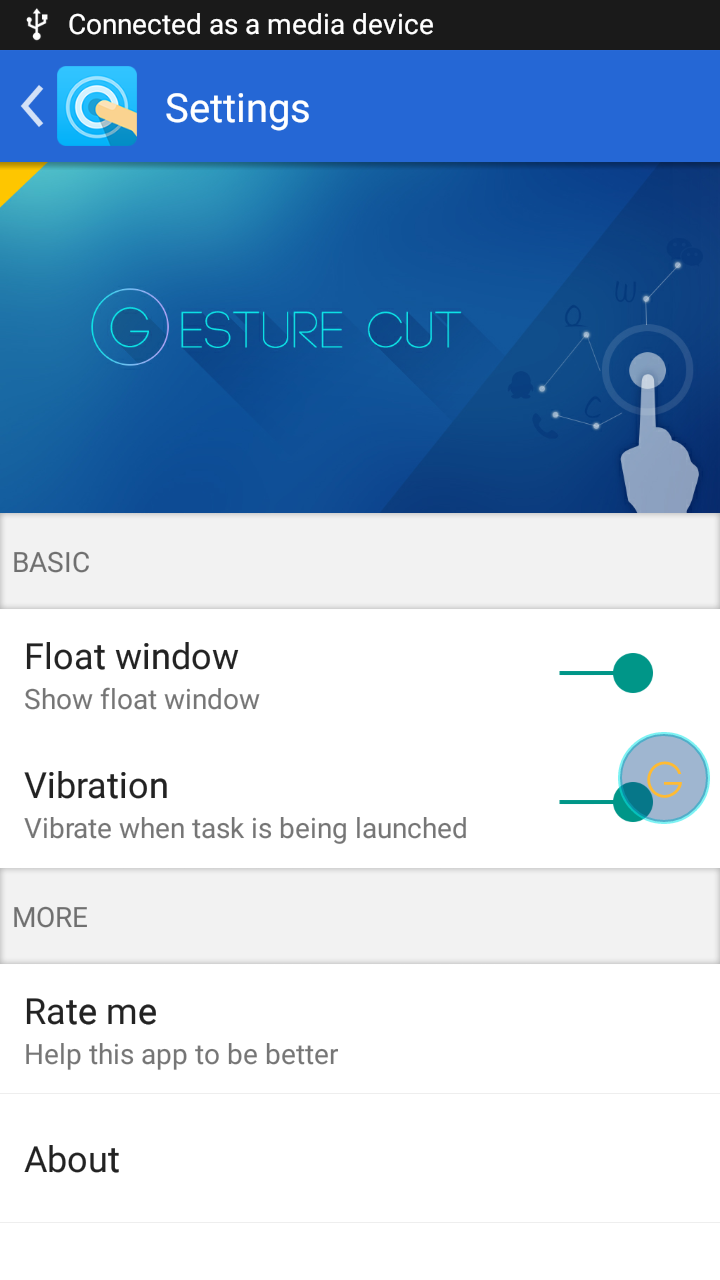 Connected as a media device
Settings
GESTURE CUT
W
Q
C
BASIC
Float window
Show float window
G
Vibration
Vibrate when task is being launched
MORE
Rate me
Help this app to be better
About